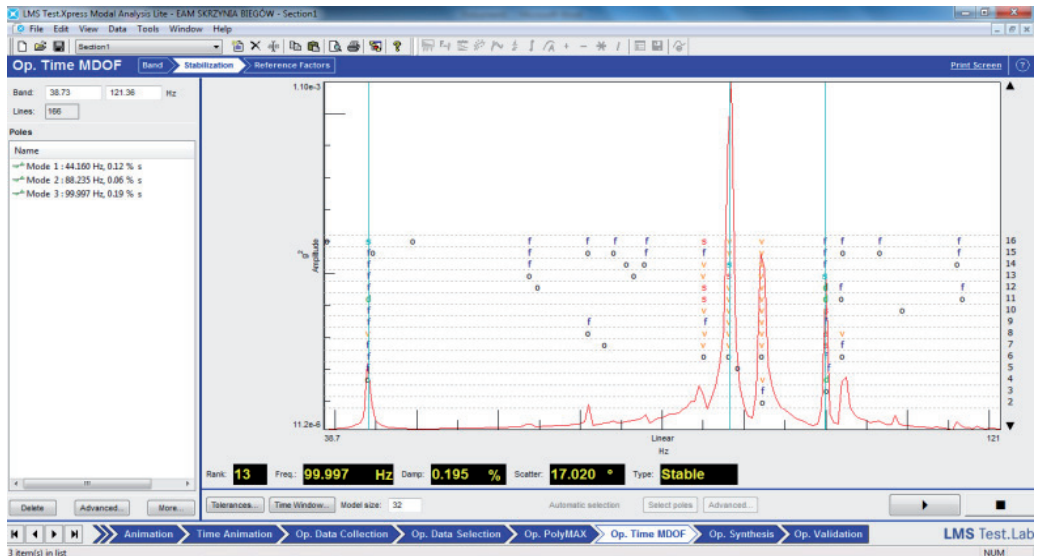 LMS Test.Xpress Modal Analysis Lite - EAM SKRZYNIA BIEGÓW - Section1
File Edit View Data Tools Window Help
Section1
Op. Time MDOF Band Stabilization Reference Factors Print Screen
Band: 38.73 121.36 Hz
Lines: 166
Poles
Name
Mode 1 : 44.160 Hz, 0.12 % s
Mode 2 : 88.235 Hz, 0.06 % s
Mode 3 : 99.997 Hz, 0.19 % s
1.10e-3
g²
Amplitude
11.2e-6
s o f f f f s v v f f f f 16
15
14
13
12
11
10
9
8
7
6
5
4
3
2
38.7 Linear 121
Hz
Rank: 13 Freq.: 99.997 Hz Damp: 0.195 % Scatter: 17.020 ° Type: Stable
Tolerances... Time Window... Model size: 32 Automatic selection Select poles Advanced...
Delete Advanced... More...
Animation Time Animation Op. Data Collection Op. Data Selection Op. PolyMAX Op. Time MDOF Op. Synthesis Op. Validation LMS Test.Lab
3 item(s) in list NUM